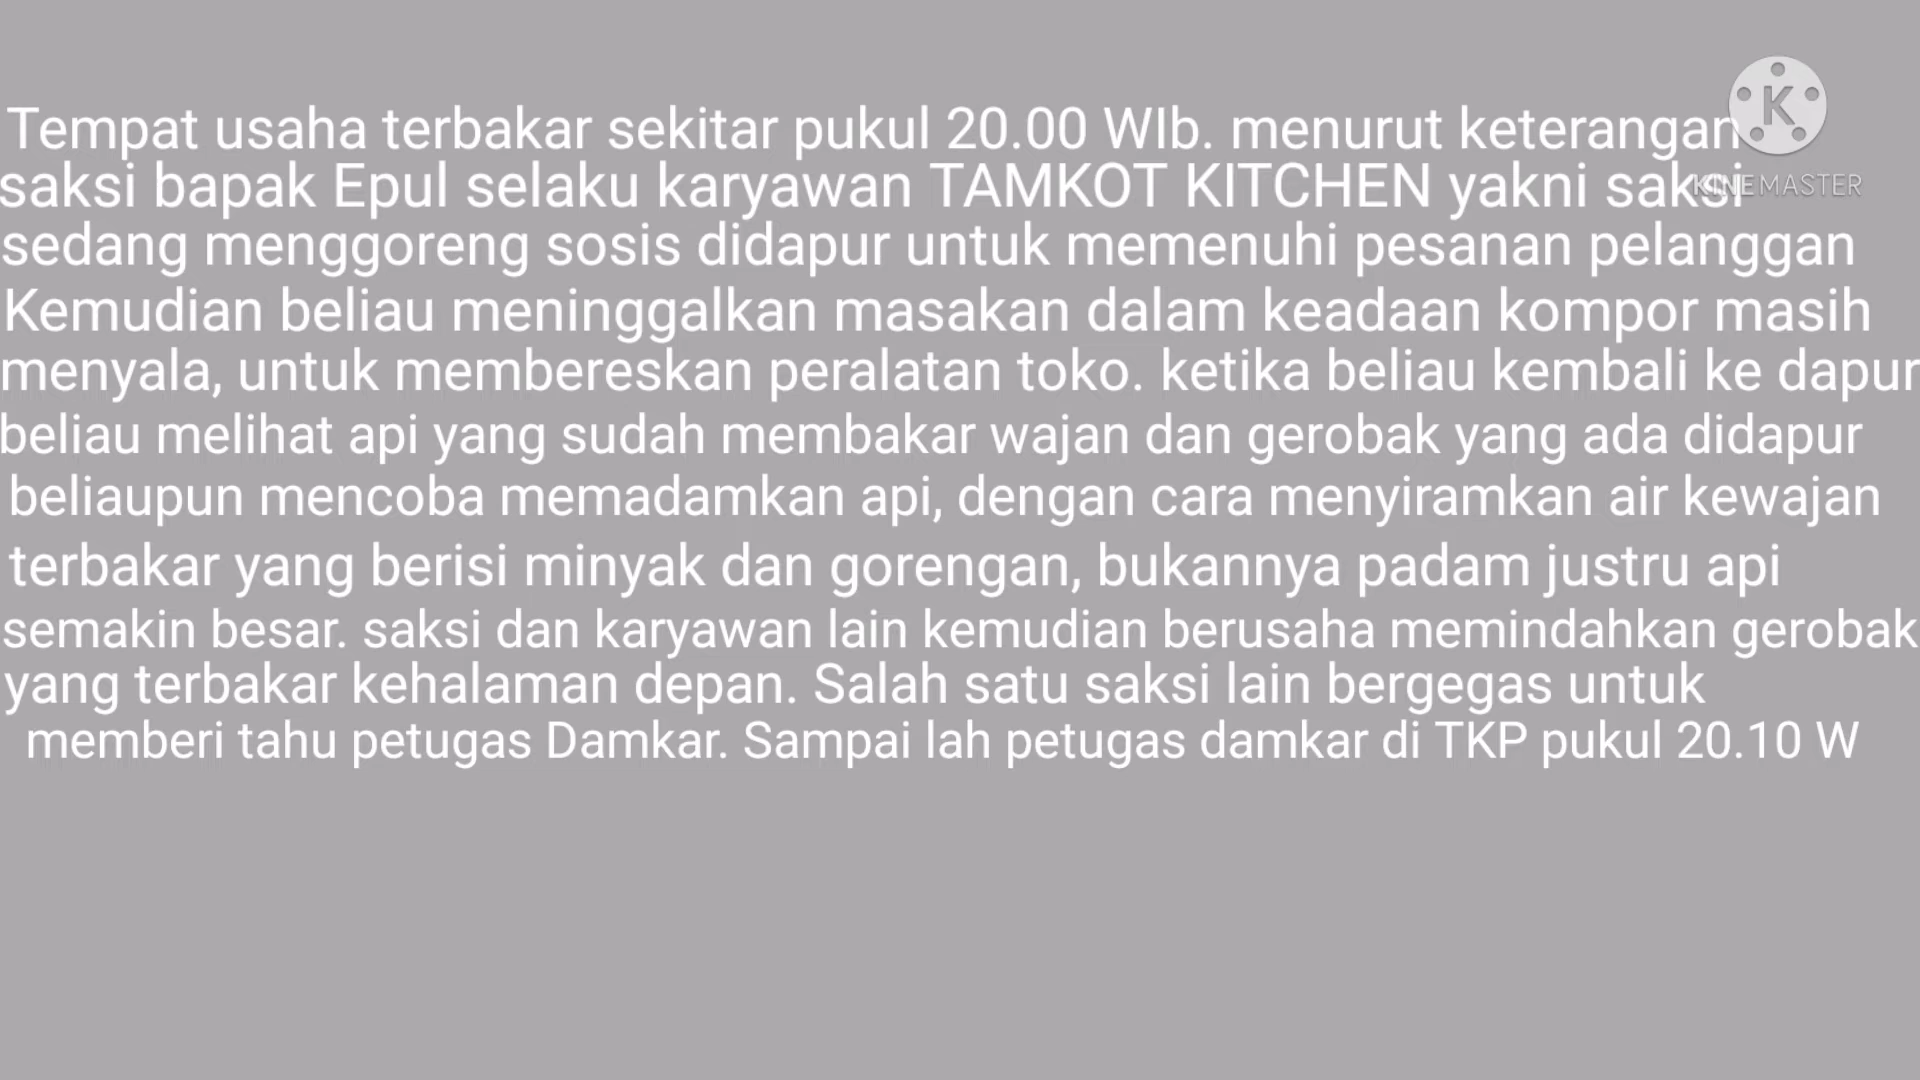 Tempat usaha terbakar sekitar pukul 20.00 WIb. menurut keterangan
saksi bapak Epul selaku karyawan TAMKOT KITCHEN yakni saksi
sedang menggoreng sosis didapur untuk memenuhi pesanan pelanggan
Kemudian beliau meninggalkan masakan dalam keadaan kompor masih
menyala, untuk membereskan peralatan toko. ketika beliau kembali ke dapur
beliau melihat api yang sudah membakar wajan dan gerobak yang ada didapur
beliaupun mencoba memadamkan api, dengan cara menyiramkan air kewajan
terbakar yang berisi minyak dan gorengan, bukannya padam justru api
semakin besar. saksi dan karyawan lain kemudian berusaha memindahkan gerobak
yang terbakar kehalaman depan. Salah satu saksi lain bergegas untuk
memberi tahu petugas Damkar. Sampai lah petugas damkar di TKP pukul 20.10 W
K
KINEMASTER